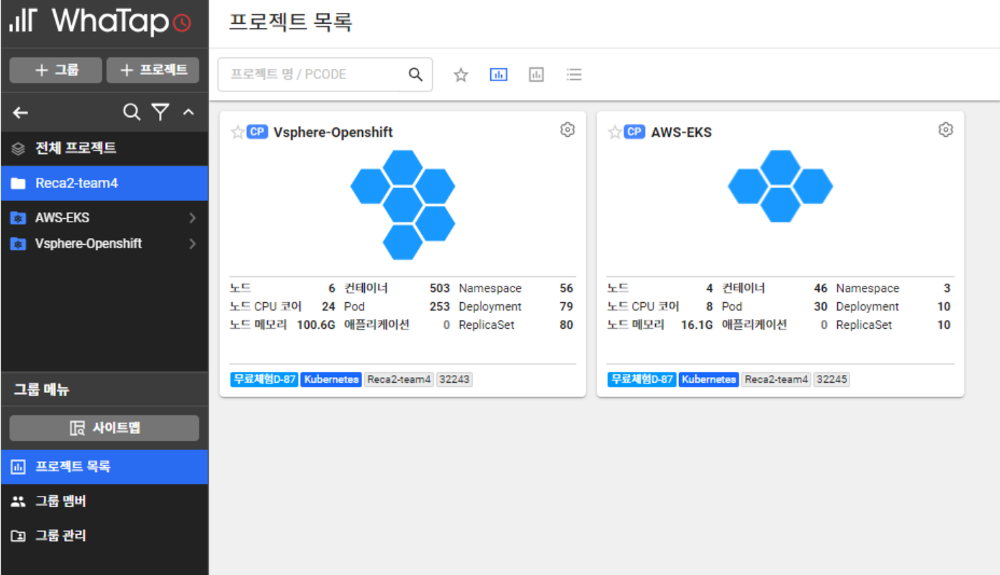 WhaTap
+ 그룹
+ 프로젝트
전체 프로젝트
Reca2-team4
AWS-EKS
Vsphere-Openshift
그룹 메뉴
사이트맵
프로젝트 목록
그룹 멤버
그룹 관리
프로젝트 목록
프로젝트 명 / PCODE
CP Vsphere-Openshift
노드 6 컨테이너 503 Namespace 56
노드 CPU 코어 24 Pod 253 Deployment 79
노드 메모리 100.6G 애플리케이션 0 ReplicaSet 80
무료체험D-87 Kubernetes Reca2-team4 32243
CP AWS-EKS
노드 4 컨테이너 46 Namespace 3
노드 CPU 코어 8 Pod 30 Deployment 10
노드 메모리 16.1G 애플리케이션 0 ReplicaSet 10
무료체험D-87 Kubernetes Reca2-team4 32245